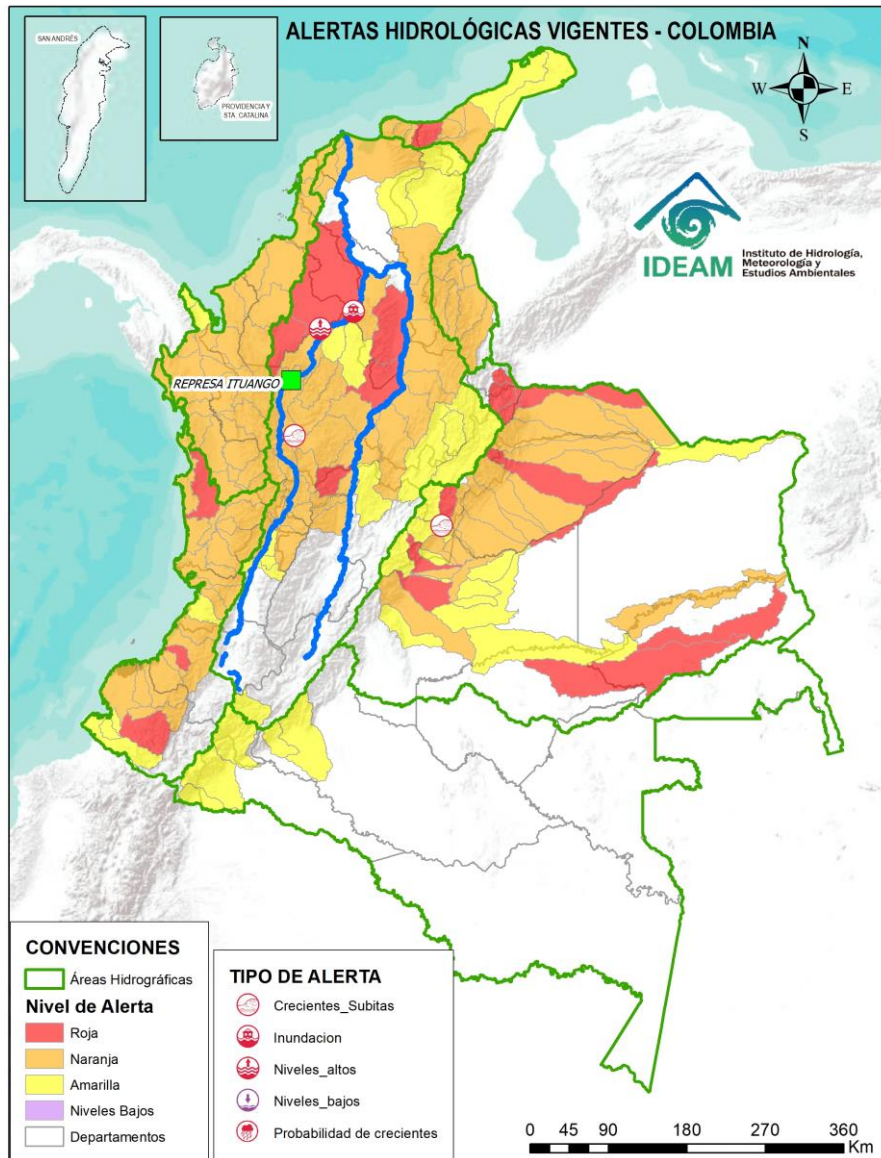 SAN ANDRÉS
PROVIDENCIA Y
STA. CATALINA
ALERTAS HIDROLÓGICAS VIGENTES - COLOMBIA
N
W
E
S
IDEAM
Instituto de Hidrología,
Meteorología y
Estudios Ambientales
REPRESA ITUANGO
CONVENCIONES
Áreas Hidrográficas
Nivel de Alerta
Roja
Naranja
Amarilla
Niveles Bajos
Departamentos
TIPO DE ALERTA
Crecientes_Subitas
Inundacion
Niveles_altos
Niveles_bajos
Probabilidad de crecientes
0 45 90 180 270 360
Km